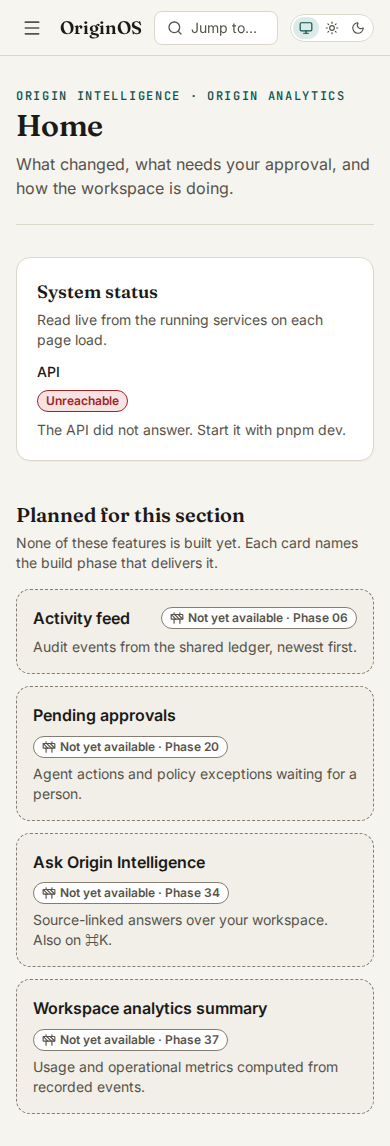 OriginOS
Jump to...
ORIGIN INTELLIGENCE · ORIGIN ANALYTICS
Home
What changed, what needs your approval, and
how the workspace is doing.
System status
Read live from the running services on each
page load.
API
Unreachable
The API did not answer. Start it with pnpm dev.
Planned for this section
None of these features is built yet. Each card names
the build phase that delivers it.
Activity feed
Not yet available · Phase 06
Audit events from the shared ledger, newest first.
Pending approvals
Not yet available · Phase 20
Agent actions and policy exceptions waiting for a
person.
Ask Origin Intelligence
Not yet available · Phase 34
Source-linked answers over your workspace.
Also on ⌘K.
Workspace analytics summary
Not yet available · Phase 37
Usage and operational metrics computed from
recorded events.